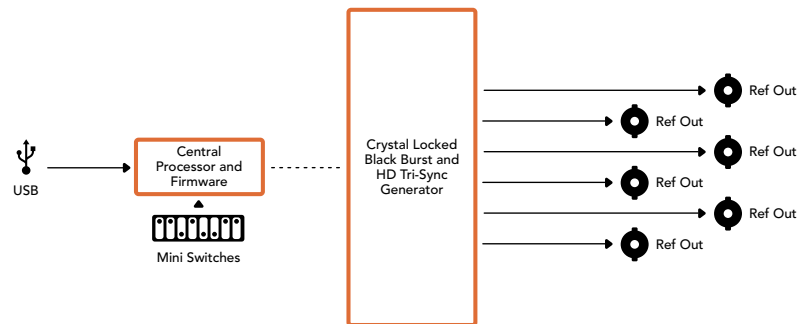 USB
Central
Processor and
Firmware
Mini Switches
Crystal Locked
Black Burst and
HD Tri-Sync
Generator
Ref Out
Ref Out
Ref Out
Ref Out
Ref Out
Ref Out